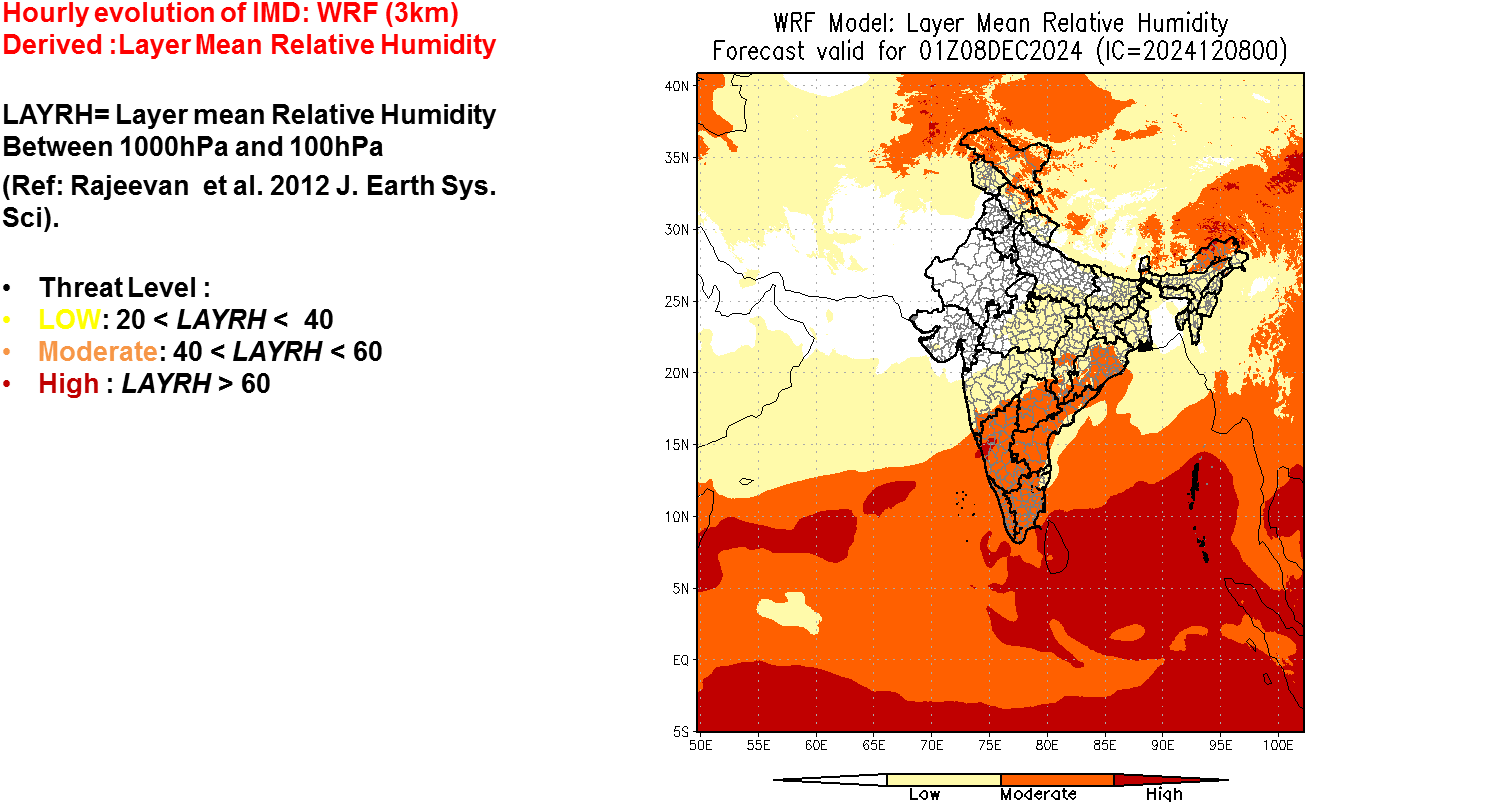 Hourly evolution of IMD: WRF (3km)
Derived :Layer Mean Relative Humidity
LAYRH= Layer mean Relative Humidity
Between 1000hPa and 100hPa
(Ref: Rajeevan et al. 2012 J. Earth Sys.
Sci).
• Threat Level :
• LOW: 20 < LAYRH < 40
• Moderate: 40 < LAYRH < 60
• High : LAYRH > 60
WRF Model: Layer Mean Relative Humidity
Forecast valid for 01Z08DEC2024 (IC=2024120800)
40N
35N
30N
25N
20N
15N
10N
5N
EQ
5S
50E 55E 60E 65E 70E 75E 80E 85E 90E 95E 100E
Low Moderate High